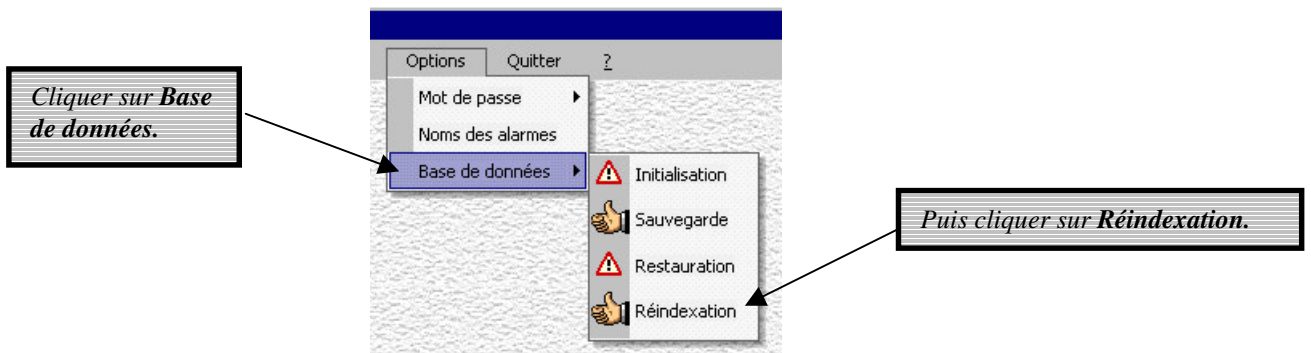 Options Quitter ?
Cliquer sur Base
de données.
Mot de passe
Noms des alarmes
Base de données
Initialisation
Sauvegarde
Restauration
Réindexation
Puis cliquer sur Réindexation.